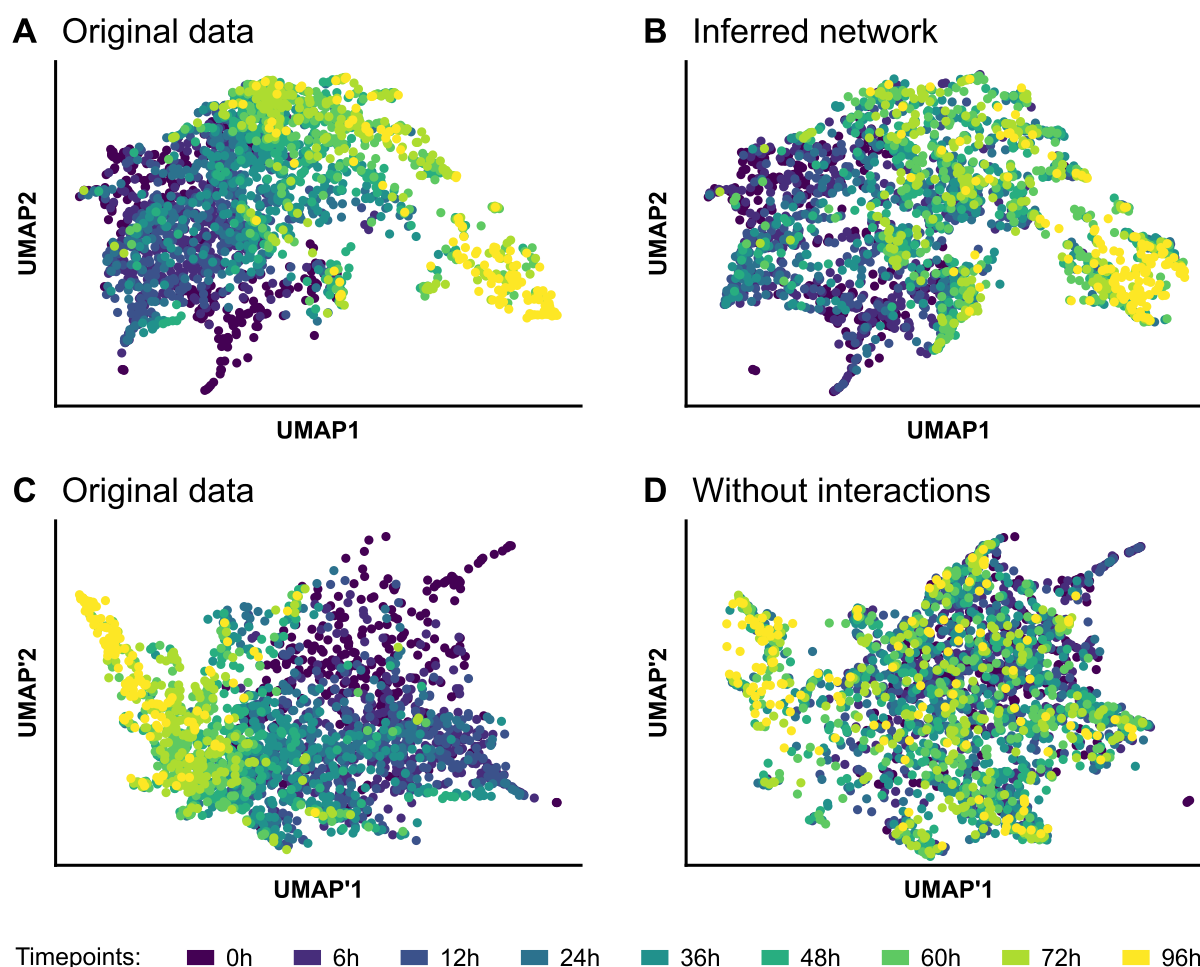 A Original data
B Inferred network
UMAP2
UMAP1
UMAP2
UMAP1
C Original data
D Without interactions
UMAP'2
UMAP'1
UMAP'2
UMAP'1
Timepoints: 0h 6h 12h 24h 36h 48h 60h 72h 96h